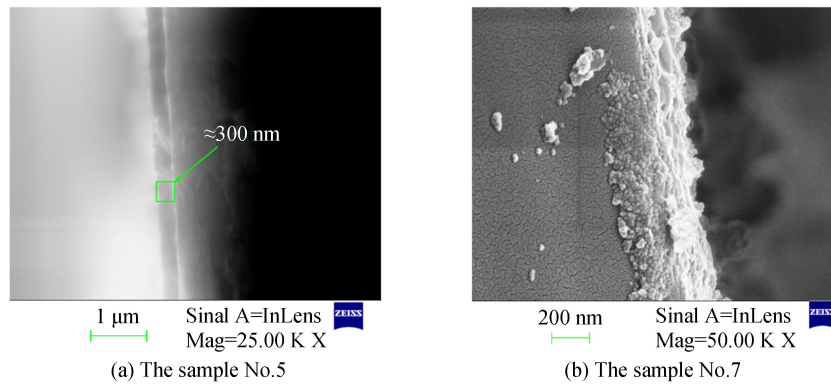 ≈300 nm
1 μm
Sinal A=InLens
Mag=25.00 K X
ZEISS
(a) The sample No.5
200 nm
Sinal A=InLens
Mag=50.00 K X
ZEISS
(b) The sample No.7